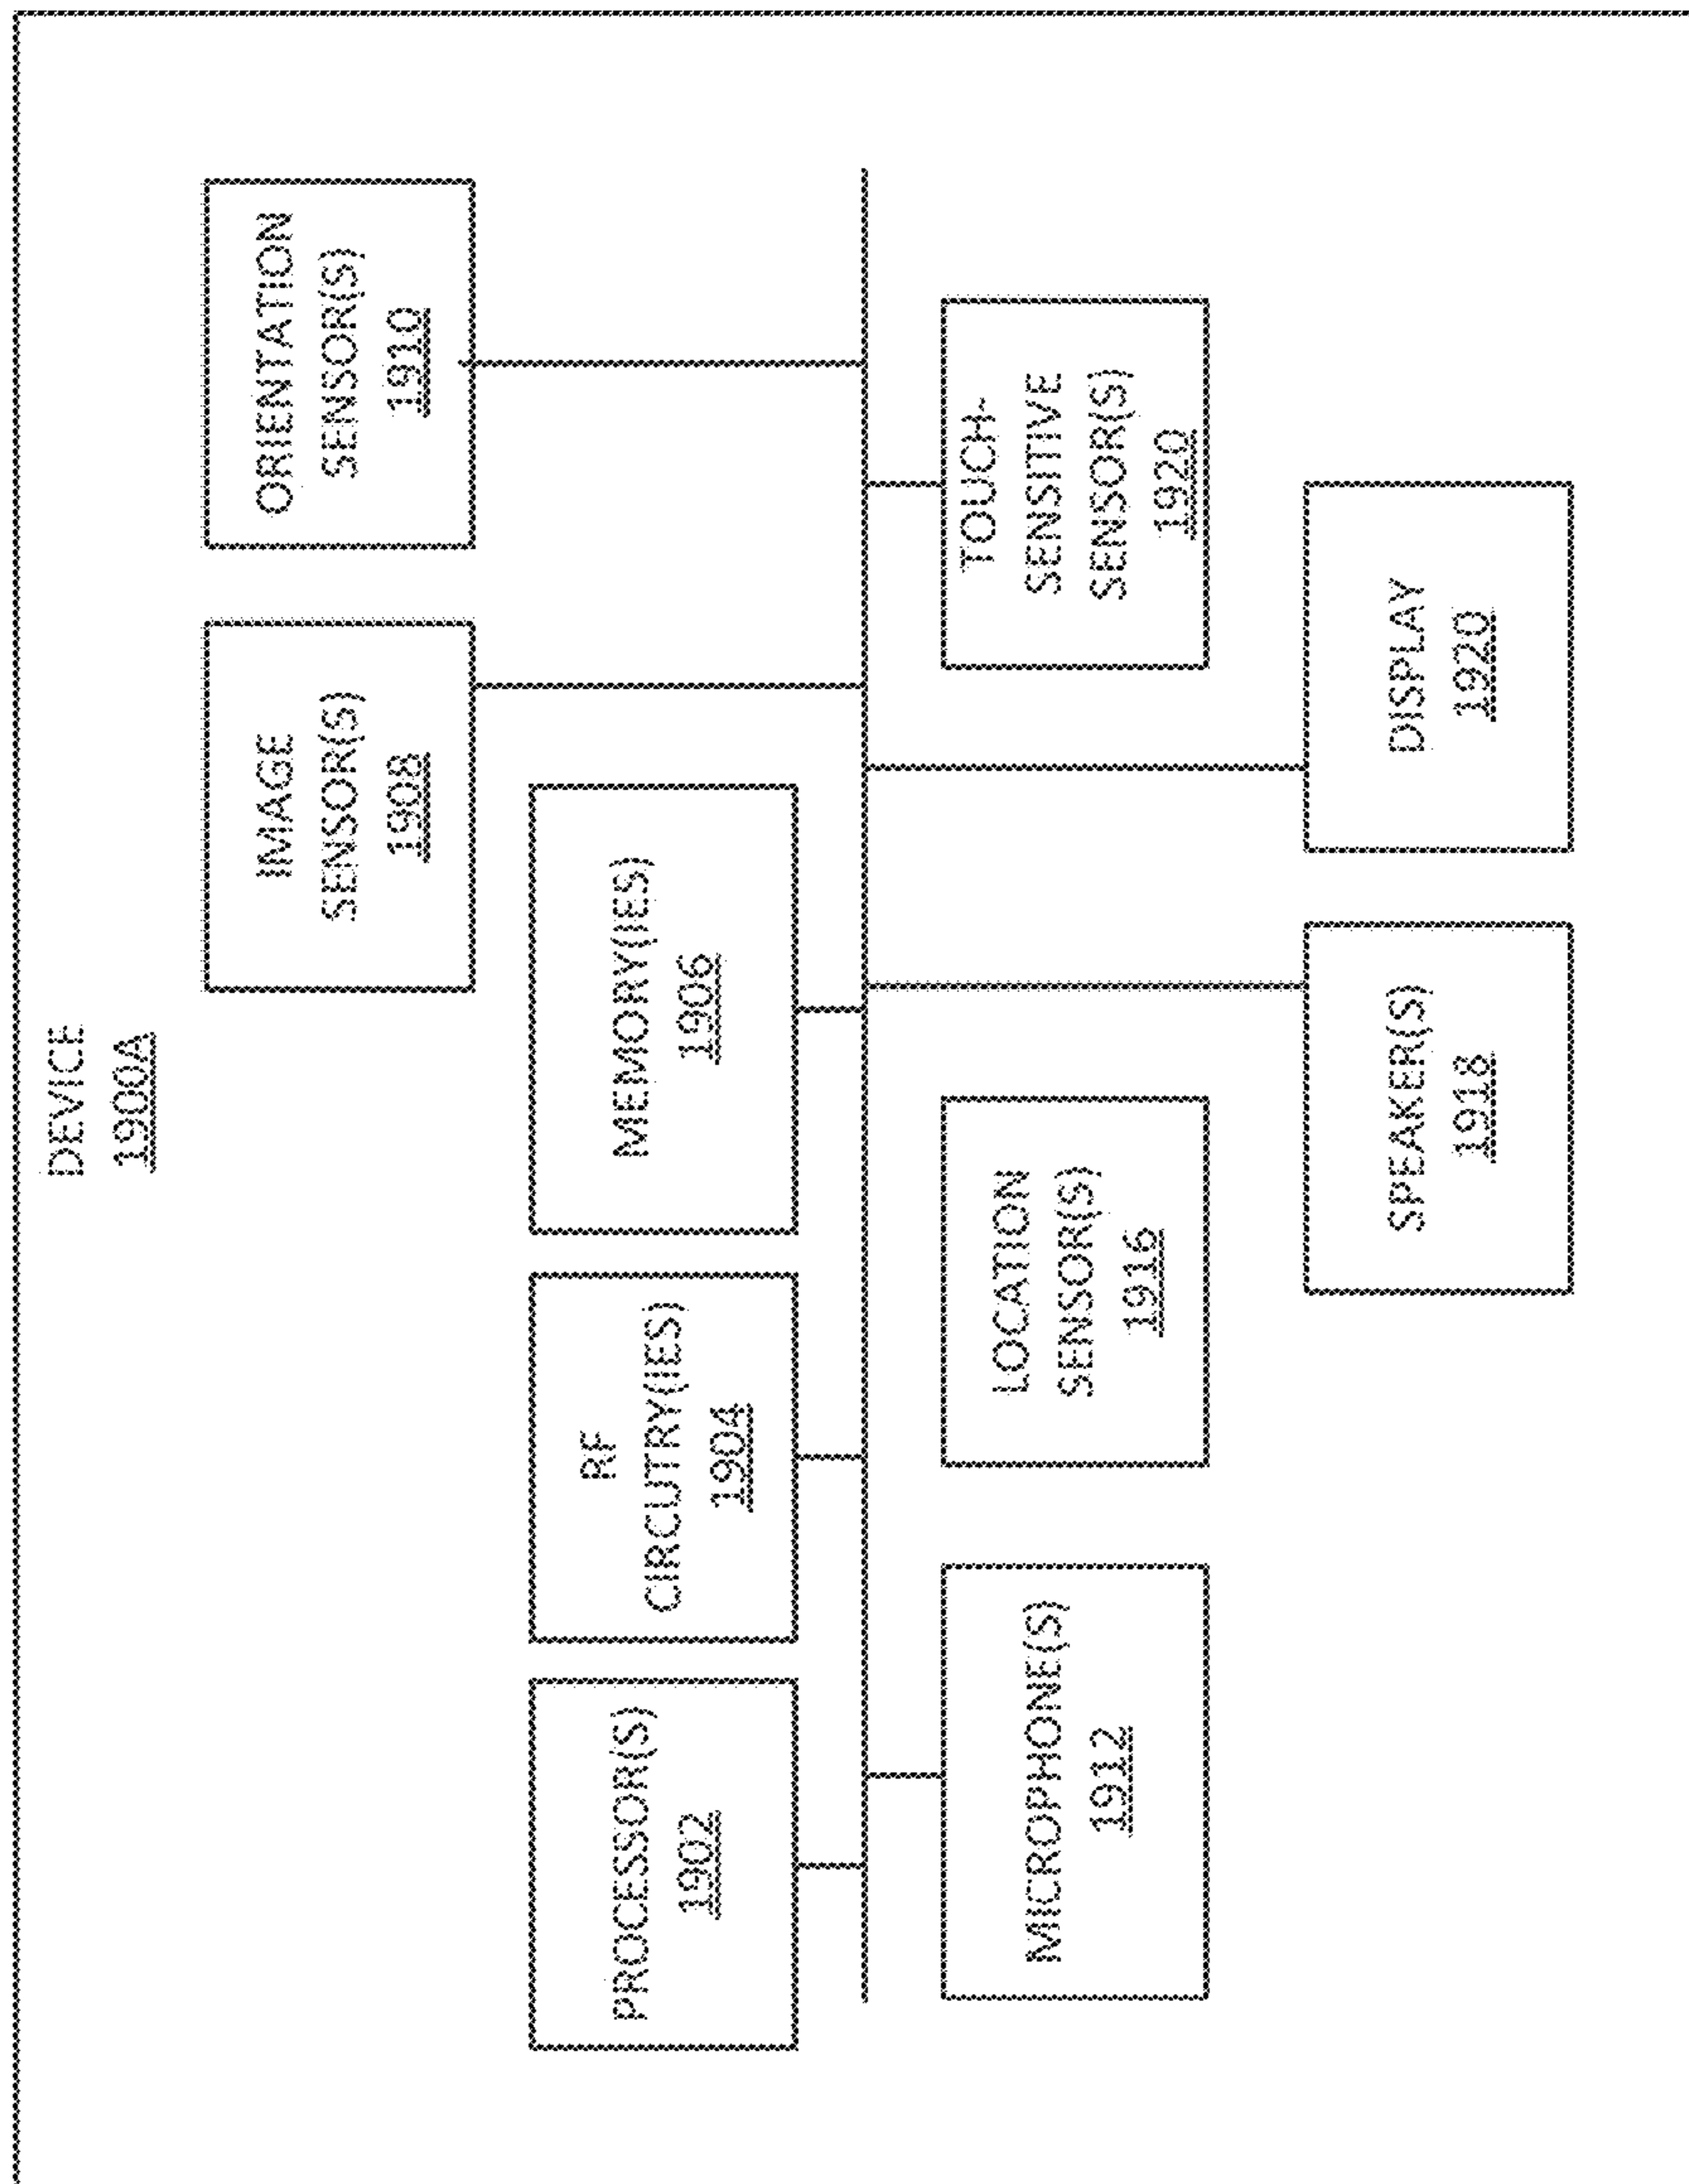 DEVICE
1900A
IMAGE
SENSOR(S)
1908
ORIENTATION
SENSOR(S)
1910
PROCESSOR(S)
1902
RF
CIRCUTRY(IES)
1904
MEMORY(IES)
1906
MICROPHONE(S)
1912
LOCATION
SENSOR(S)
1916
TOUCH-
SENSITIVE
SENSOR(S)
1920
SPEAKER(S)
1918
DISPLAY
1920